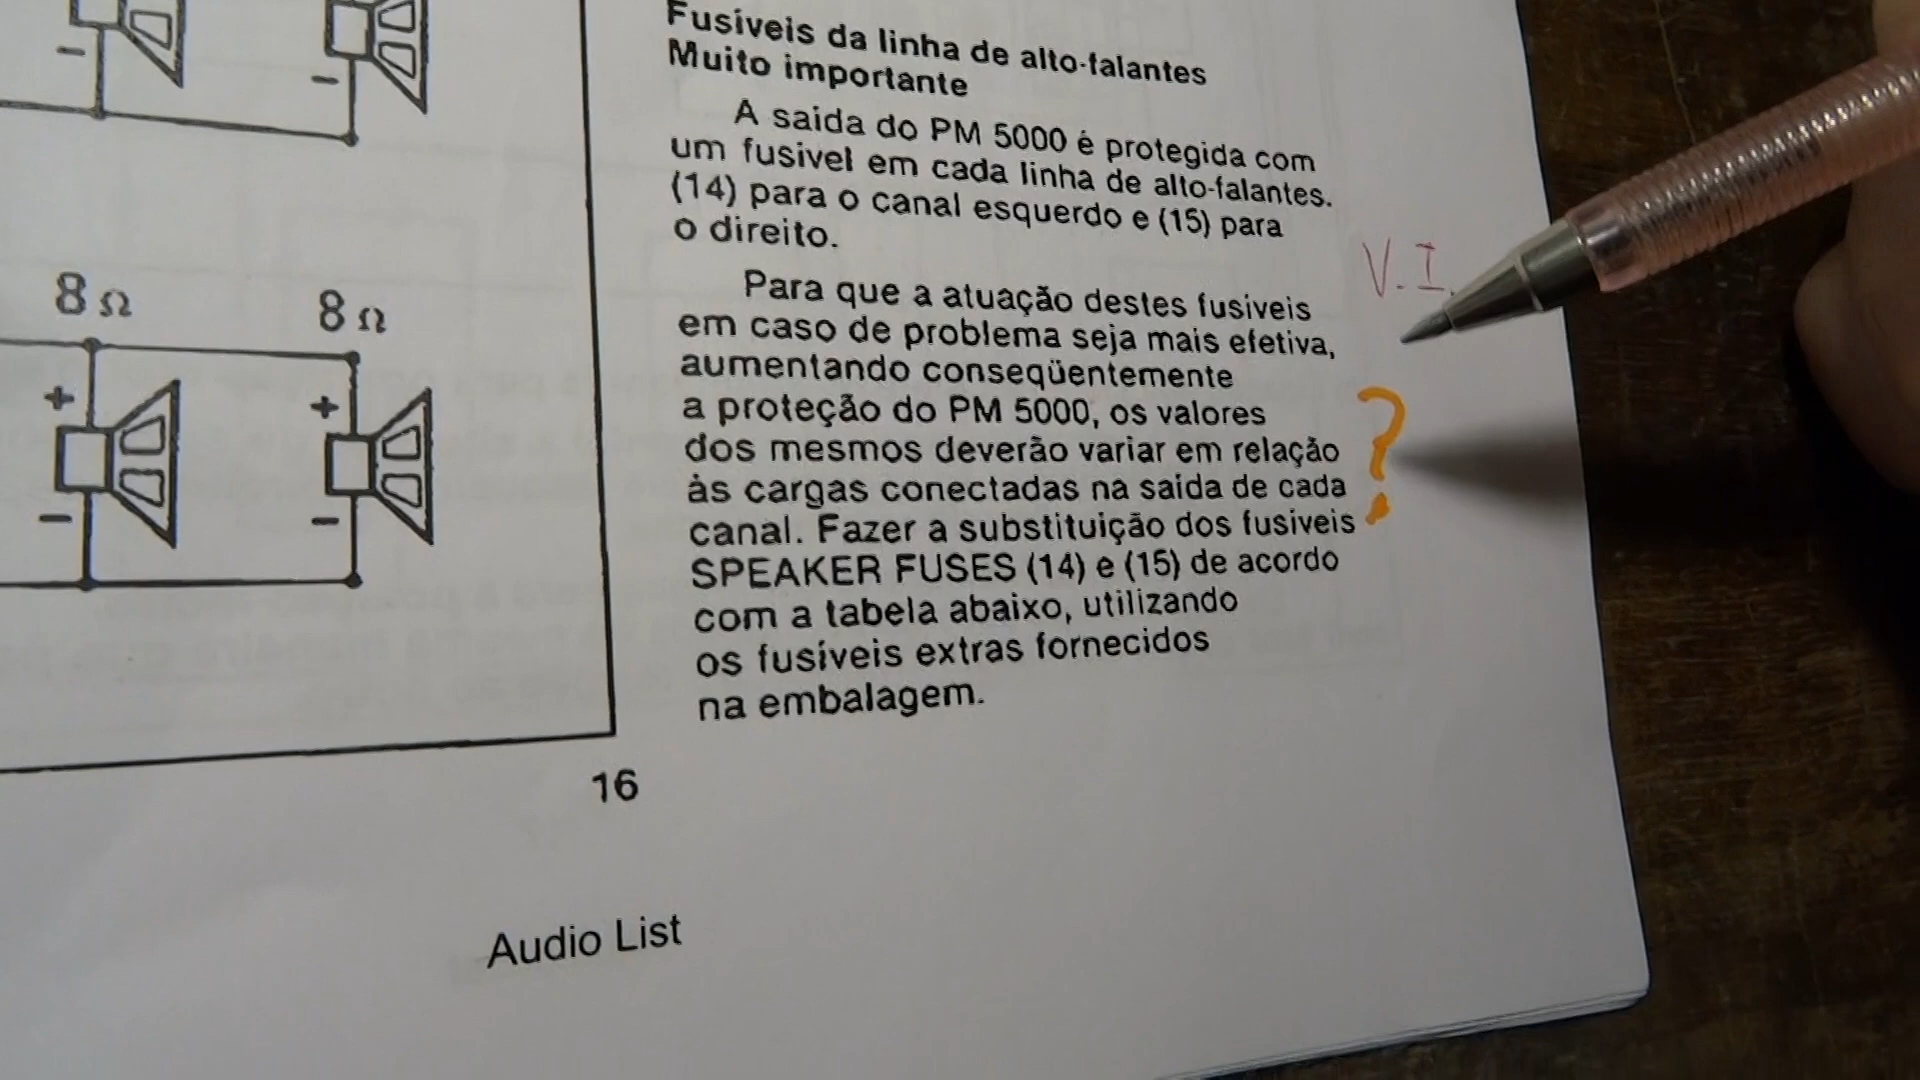 Fusíveis da linha de alto-falantes
Muito importante
A saída do PM 5000 é protegida com
um fusivel em cada linha de alto-falantes.
(14) para o canal esquerdo e (15) para
o direito.
V.I.
Para que a atuação destes fusiveis
em caso de problema seja mais efetiva,
aumentando conseqüentemente
a proteção do PM 5000, os valores
dos mesmos deverão variar em relação
às cargas conectadas na saida de cada
canal. Fazer a substituição dos fusiveis
SPEAKER FUSES (14) e (15) de acordo
com a tabela abaixo, utilizando
os fusíveis extras fornecidos
na embalagem.
?
-
-
8 Ω
8 Ω
+
+
-
-
16
Audio List